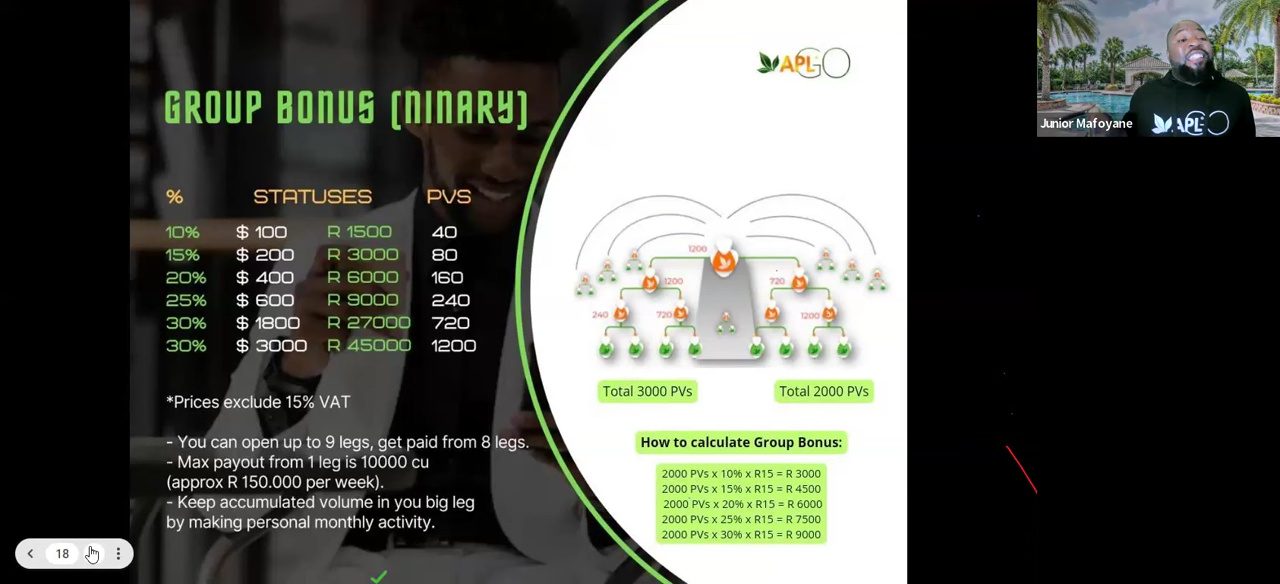 APLGO
GROUP BONUS (NINARY)
% STATUSES PVS
10% $ 100 R 1500 40
15% $ 200 R 3000 80
20% $ 400 R 6000 160
25% $ 600 R 9000 240
30% $ 1800 R 27000 720
30% $ 3000 R 45000 1200
*Prices exclude 15% VAT
- You can open up to 9 legs, get paid from 8 legs.
- Max payout from 1 leg is 10000 cu
(approx R 150.000 per week).
- Keep accumulated volume in you big leg
by making personal monthly activity.
1200
1200 720
240 720 1200
Total 3000 PVs Total 2000 PVs
How to calculate Group Bonus:
2000 PVs x 10% x R15 = R 3000
2000 PVs x 15% x R15 = R 4500
2000 PVs x 20% x R15 = R 6000
2000 PVs x 25% x R15 = R 7500
2000 PVs x 30% x R15 = R 9000
Junior Mafoyane
APLGO
18